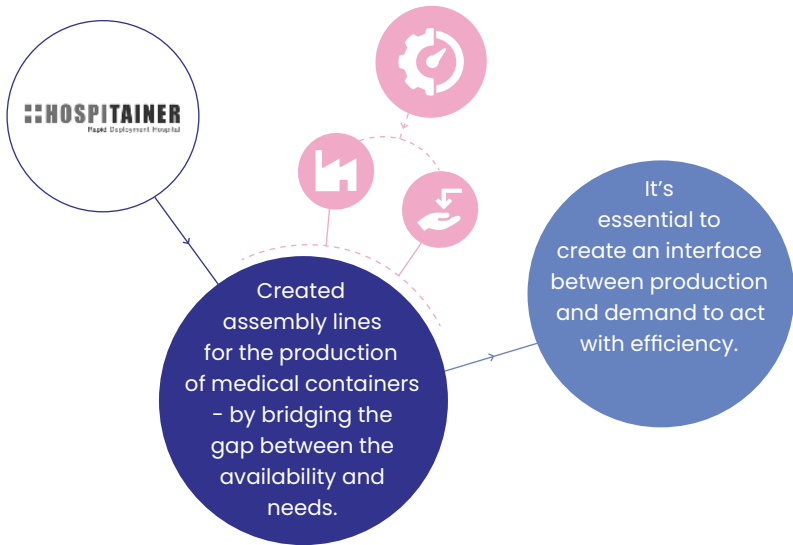 HOSPITAINER
Rapid Deployment Hospital
Created
assembly lines
for the production
of medical containers
- by bridging the
gap between the
availability and
needs.
It’s
essential to
create an interface
between production
and demand to act
with efficiency.